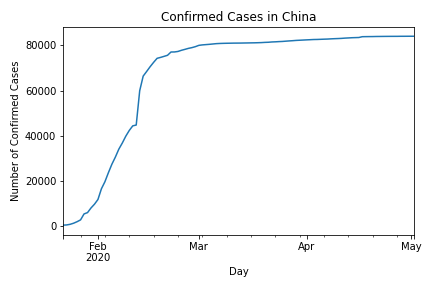 Confirmed Cases in China
Number of Confirmed Cases
80000
60000
40000
20000
0
Feb
2020
Mar
Apr
May
Day